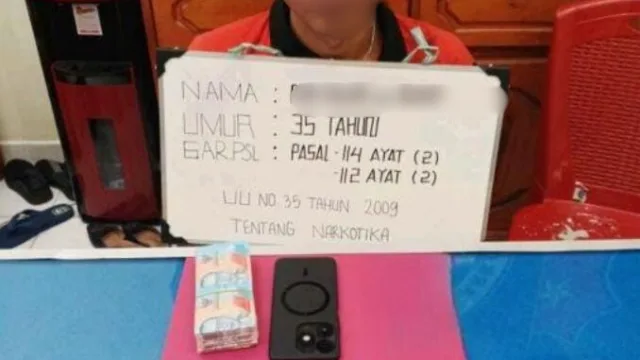 NAMA :
UMUR : 35 TAHUN
GAR.PSL : PASAL - 114 AYAT (2)
- 112 AYAT (2)
UU NO. 35 TAHUN 2009
TENTANG NARKOTIKA